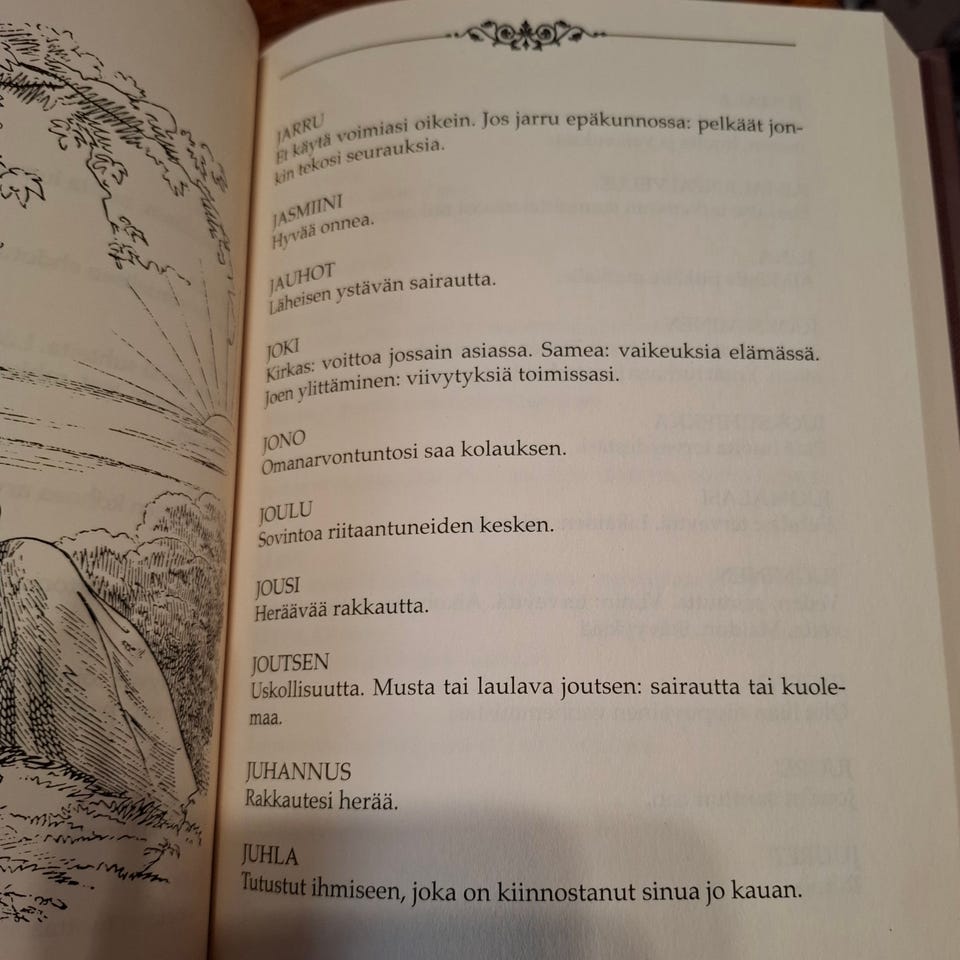 JARRU
Et käytä voimiasi oikein. Jos jarru epäkunnossa: pelkäät jon-
kin tekosi seurauksia.
JASMIINI
Hyvää onnea.
JAUHOT
Läheisen ystävän sairautta.
JOKI
Kirkas: voittoa jossain asiassa. Samea: vaikeuksia elämässä.
Joen ylittäminen: viivytyksiä toimissasi.
JONO
Omanarvontuntosi saa kolauksen.
JOULU
Sovintoa riitaantuneiden kesken.
JOUSI
Heräävää rakkautta.
JOUTSEN
Uskollisuutta. Musta tai laulava joutsen: sairautta tai kuole-
maa.
JUHANNUS
Rakkautesi herää.
JUHLA
Tutustut ihmiseen, joka on kiinnostanut sinua jo kauan.